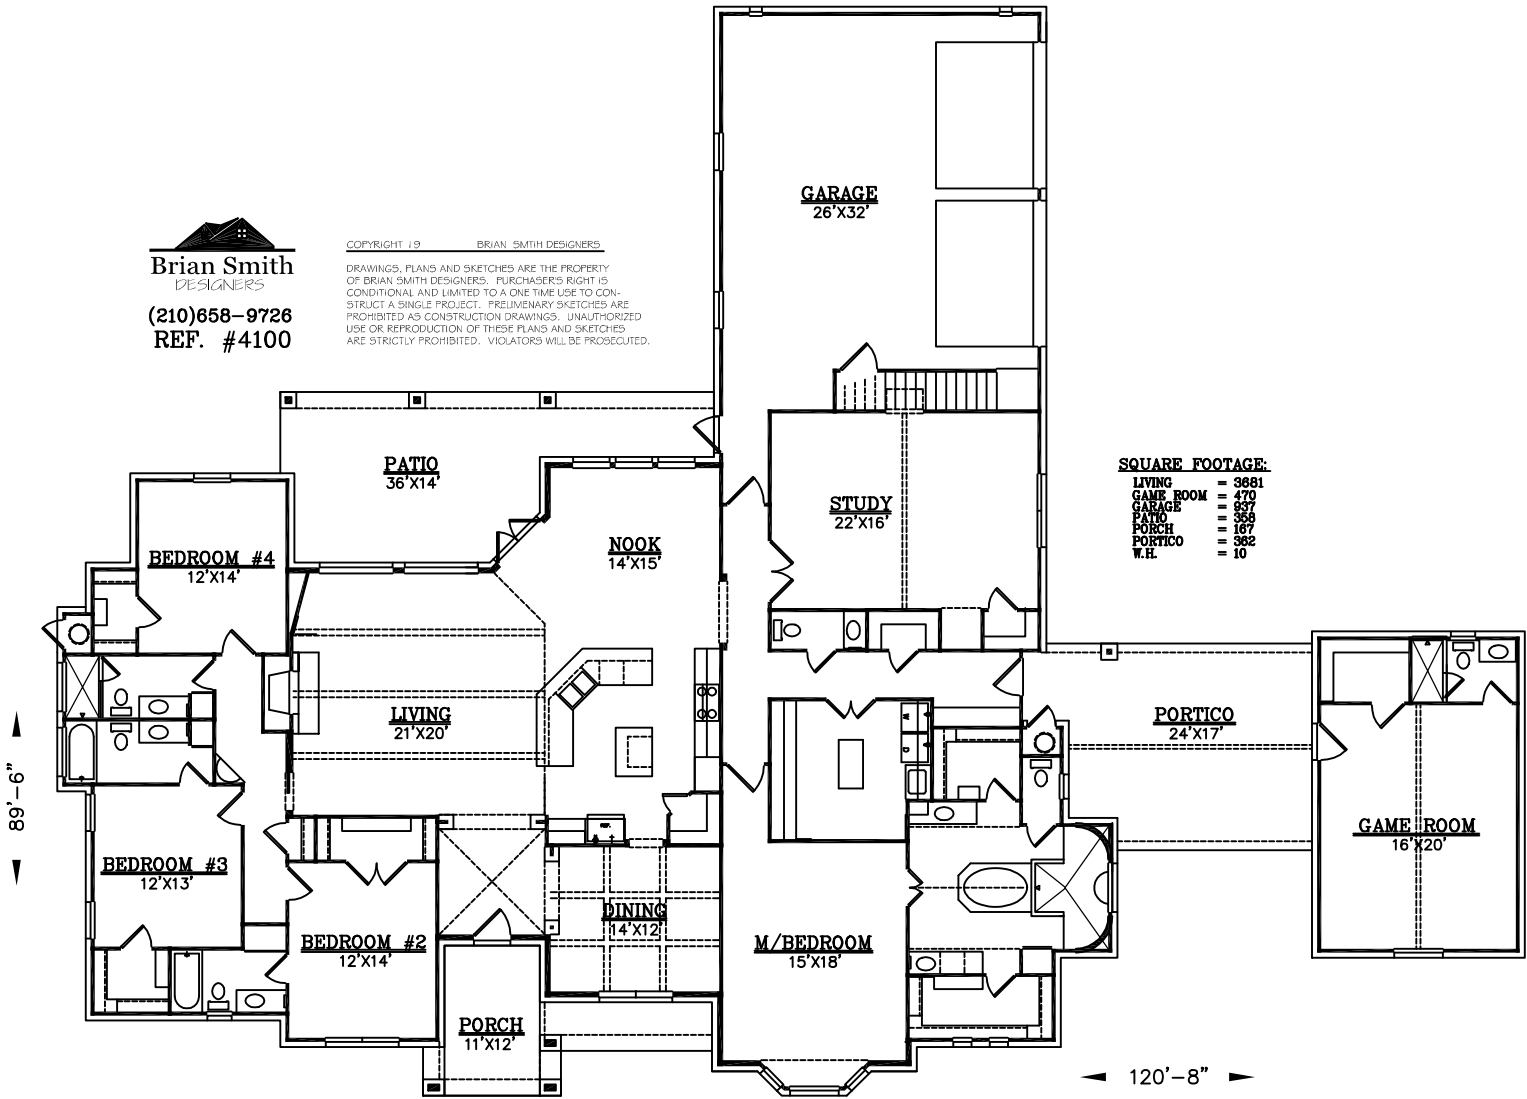 GARAGE
26'X32'
Brian Smith
DESIGNERS
(210)658-9726
REF. #4100
COPYRIGHT 19 BRIAN SMITH DESIGNERS
DRAWINGS, PLANS AND SKETCHES ARE THE PROPERTY
OF BRIAN SMITH DESIGNERS. PURCHASER'S RIGHT IS
CONDITIONAL AND LIMITED TO A ONE TIME USE TO CON-
STRUCT A SINGLE PROJECT. PRELIMENARY SKETCHES ARE
PROHIBITED AS CONSTRUCTION DRAWINGS. UNAUTHORIZED
USE OR REPRODUCTION OF THESE PLANS AND SKETCHES
ARE STRICTLY PROHIBITED. VIOLATORS WILL BE PROSECUTED.
PATIO
36'X14'
STUDY
22'X16'
SQUARE FOOTAGE:
LIVING = 3681
GAME ROOM = 470
GARAGE = 937
PATIO = 358
PORCH = 167
PORTICO = 362
W.H. = 10
NOOK
14'X15'
BEDROOM #4
12'X14'
LIVING
21'X20'
W
D
PORTICO
24'X17'
89'-6"
REF.
GAME ROOM
16'X20'
BEDROOM #3
12'X13'
DINING
14'X12'
BEDROOM #2
12'X14'
M/BEDROOM
15'X18'
PORCH
11'X12'
120'-8"